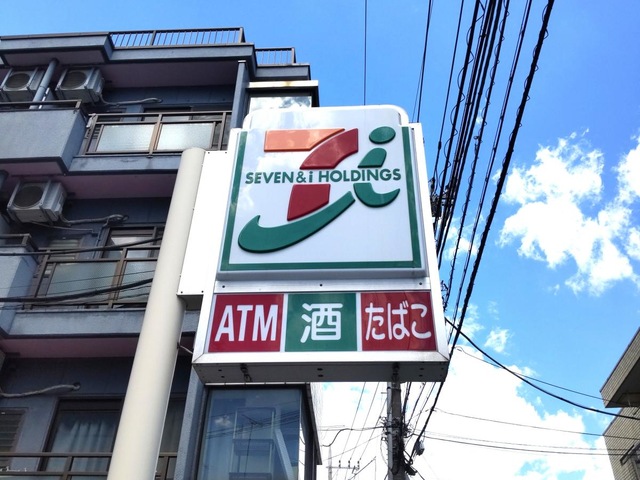 SEVEN&i HOLDINGS
ATM 酒 たばこ